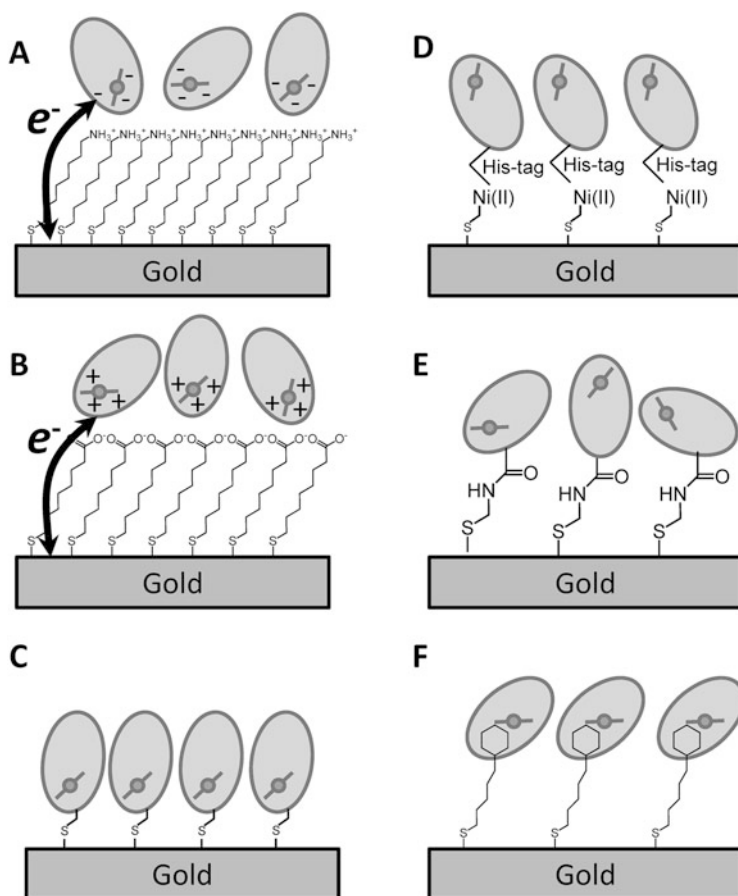 A
- - -
- - -
- - -
e⁻
NH₃⁺NH₃⁺NH₃⁺NH₃⁺NH₃⁺NH₃⁺NH₃⁺NH₃⁺NH₃⁺
S S S S S S S S
Gold
B
+ + +
+ + +
+ + +
e⁻
O⁻ O⁻ O⁻ O⁻ O⁻ O⁻ O⁻
S S S S S S S
Gold
C
S S S S
Gold
D
His-tag His-tag His-tag
Ni(II) Ni(II) Ni(II)
S S S
Gold
E
O O O
HN HN HN
S S S
Gold
F
S S S
Gold